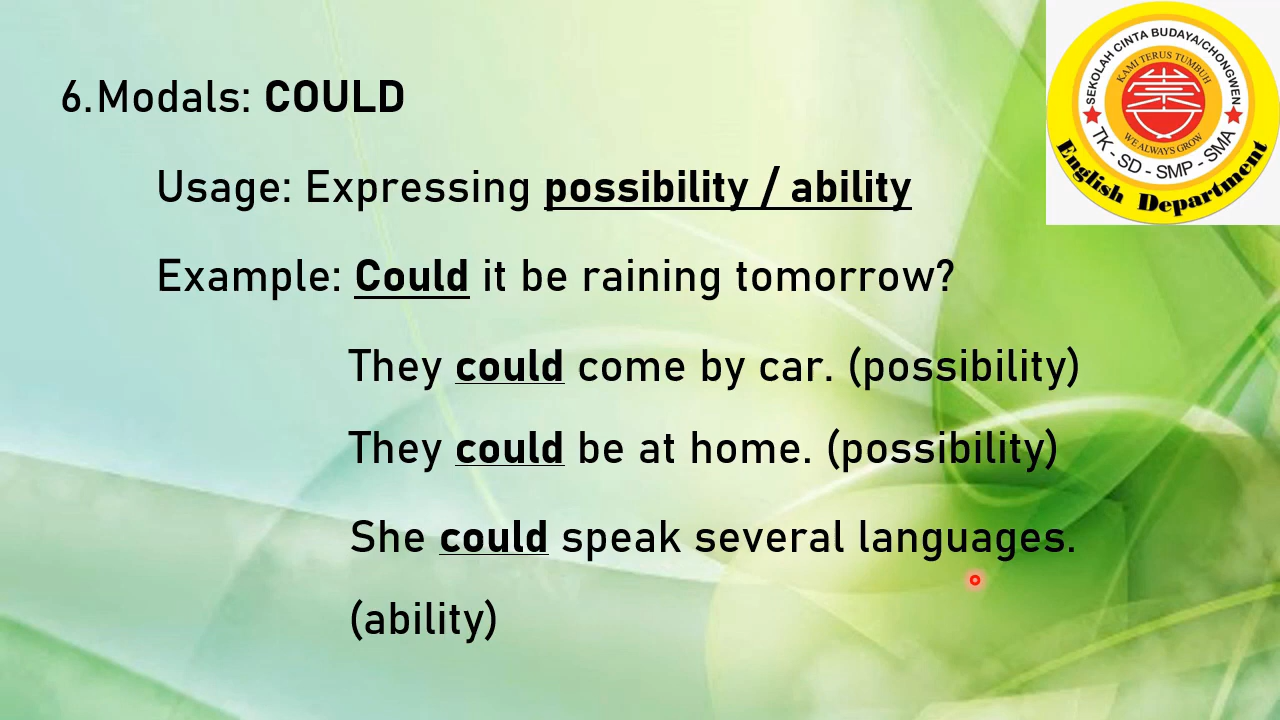 6.Modals: COULD
Usage: Expressing possibility / ability
Example: Could it be raining tomorrow?
They could come by car. (possibility)
They could be at home. (possibility)
She could speak several languages.
(ability)
SEKOLAH CINTA BUDAYA/CHONGWEN
KAMI TERUS TUMBUH
WE ALWAYS GROW
TK - SD - SMP - SMA
English Department